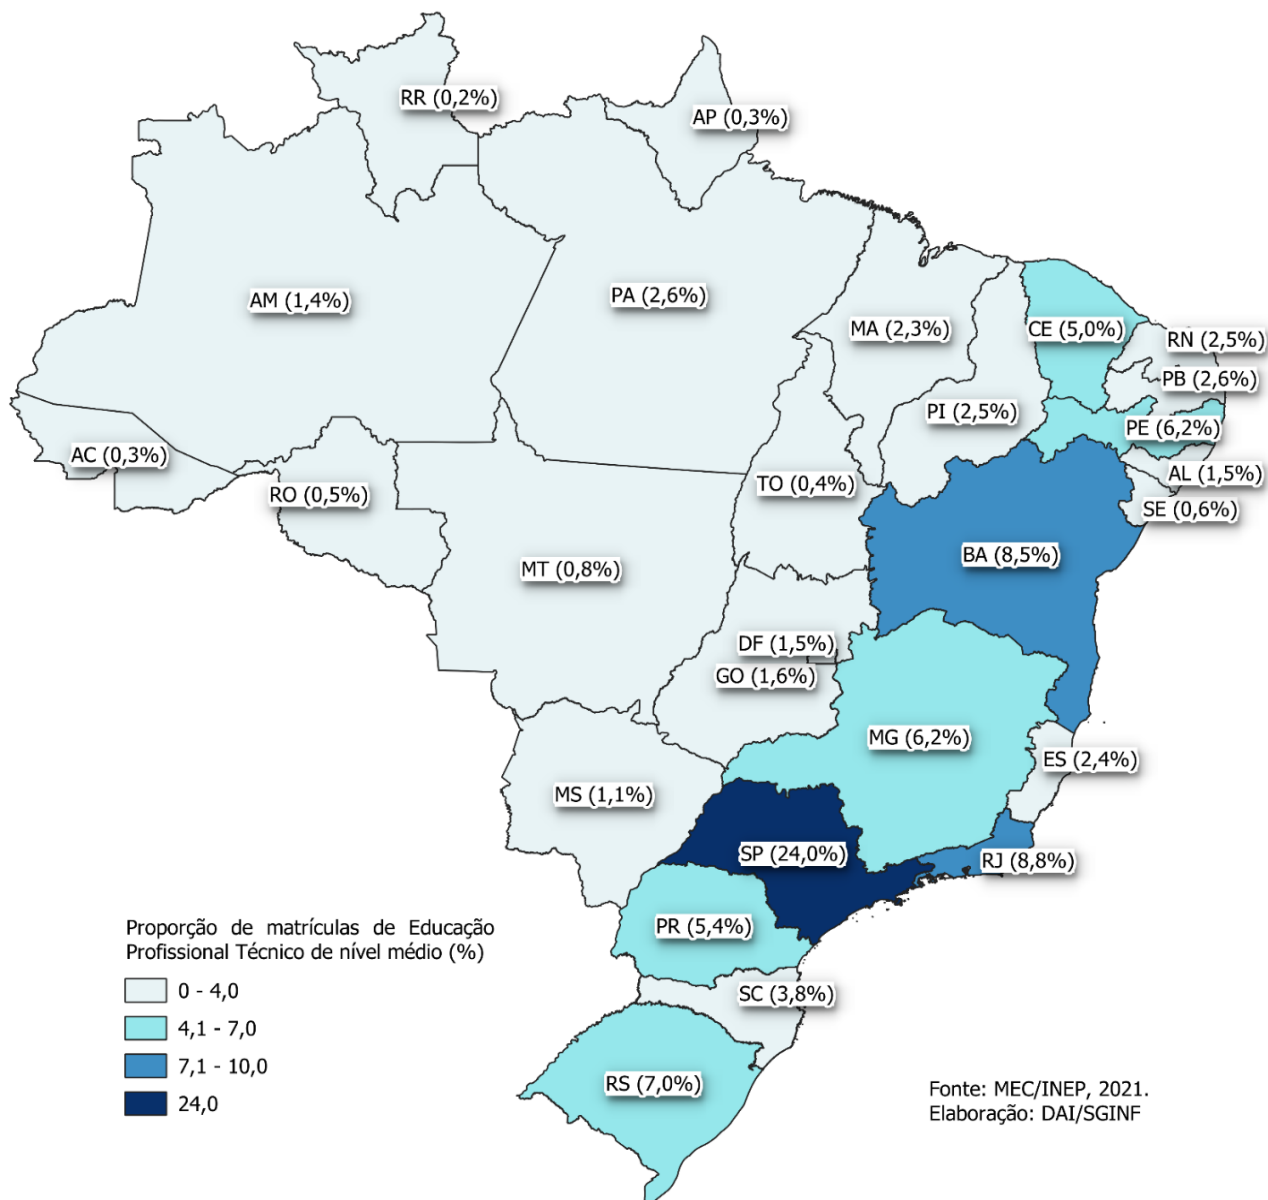 RR (0,2%)
AP (0,3%)
AM (1,4%)
PA (2,6%)
MA (2,3%)
CE (5,0%)
RN (2,5%)
PB (2,6%)
PI (2,5%)
PE (6,2%)
AC (0,3%)
AL (1,5%)
RO (0,5%)
TO (0,4%)
SE (0,6%)
BA (8,5%)
MT (0,8%)
DF (1,5%)
GO (1,6%)
MG (6,2%)
ES (2,4%)
MS (1,1%)
SP (24,0%)
RJ (8,8%)
PR (5,4%)
SC (3,8%)
RS (7,0%)
Proporção de matrículas de Educação
Profissional Técnico de nível médio (%)
0 - 4,0
4,1 - 7,0
7,1 - 10,0
24,0
Fonte: MEC/INEP, 2021.
Elaboração: DAI/SGINF